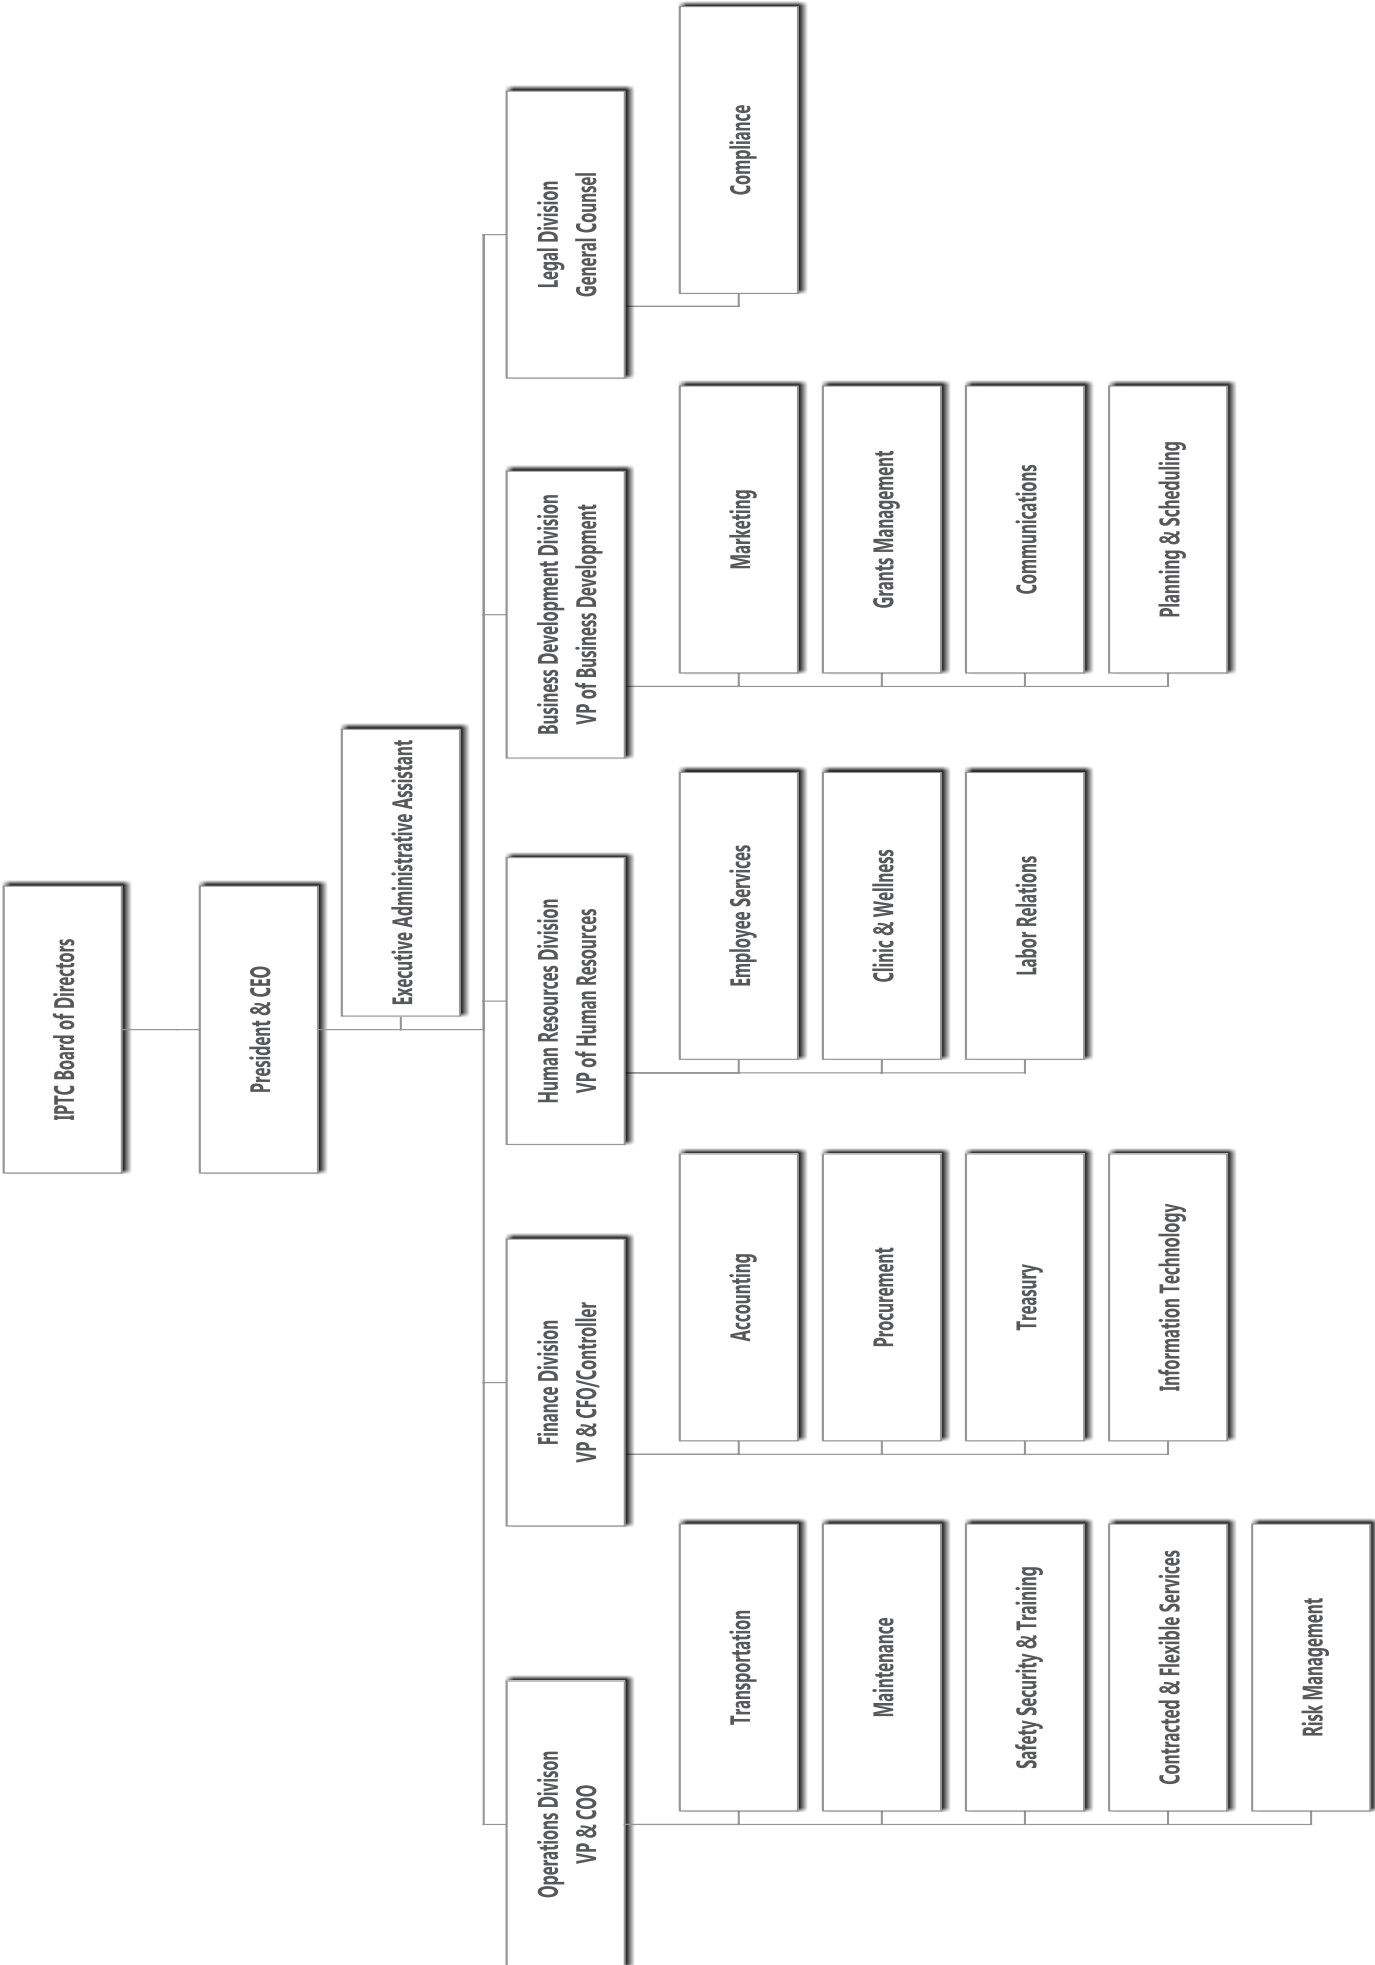 IPTC Board of Directors
President & CEO
Executive Administrative Assistant
Operations Divison
VP & COO
Transportation
Maintenance
Safety Security & Training
Contracted & Flexible Services
Risk Management
Finance Division
VP & CFO/Controller
Accounting
Procurement
Treasury
Information Technology
Human Resources Division
VP of Human Resources
Employee Services
Clinic & Wellness
Labor Relations
Business Development Division
VP of Business Development
Marketing
Grants Management
Communications
Planning & Scheduling
Legal Division
General Counsel
Compliance